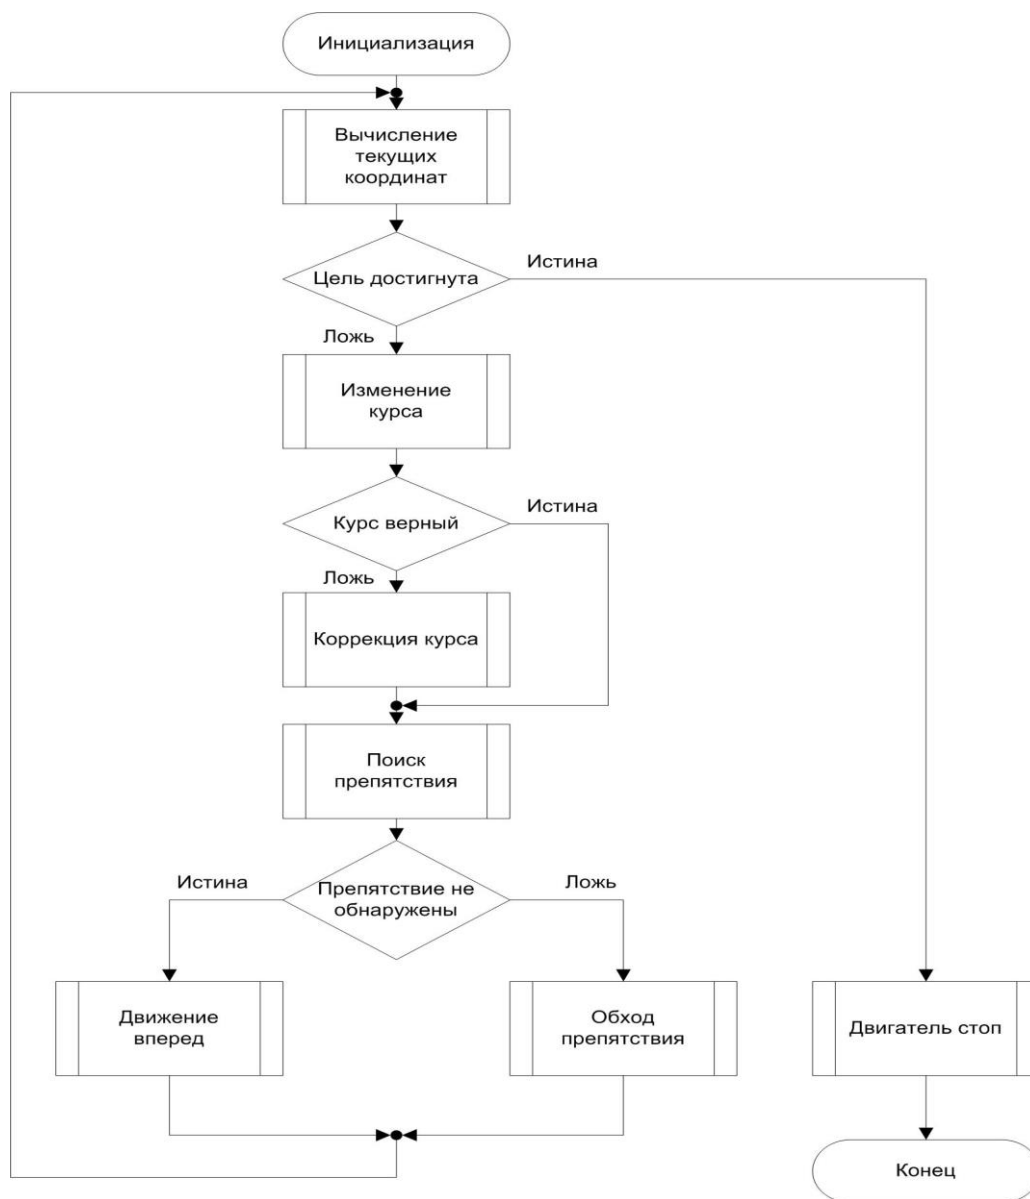 Инициализация
Вычисление
текущих
координат
Цель достигнута
Истина
Ложь
Изменение
курса
Курс верный
Истина
Ложь
Коррекция курса
Поиск
препятствия
Истина
Препятствие не
обнаружены
Ложь
Движение
вперед
Обход
препятствия
Двигатель стоп
Конец